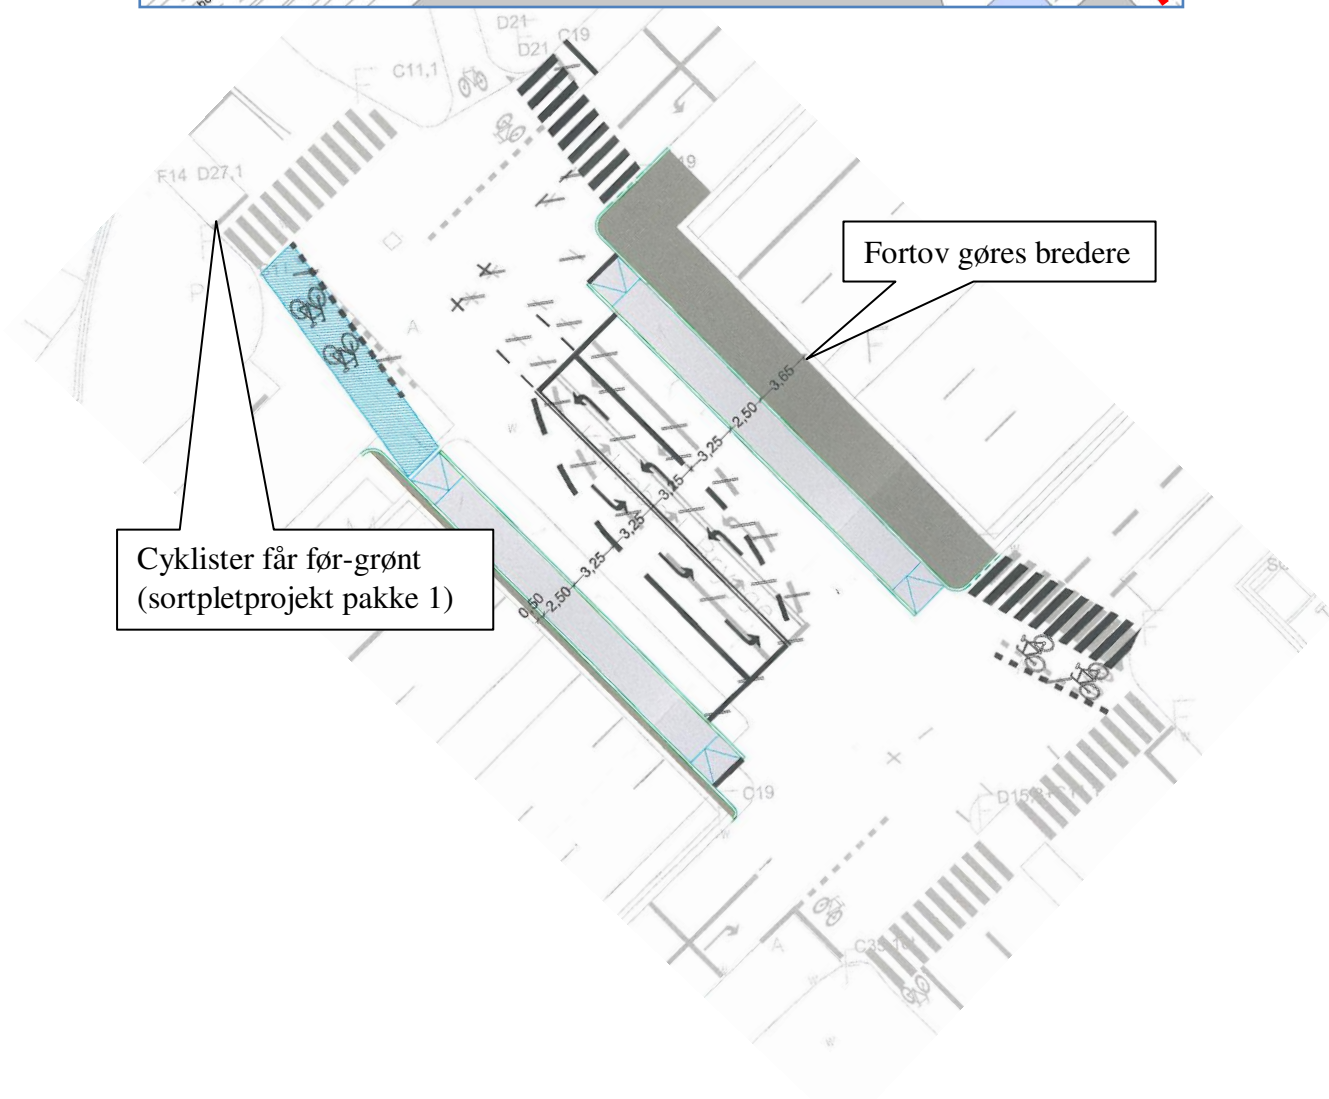 D21
C19
D21
C11,1
F
F14 D27,1
Fortov gøres bredere
A
F
3,65
2,50
3,25
3,25
3,25
3,25
2,50
0,50
Cyklister får før-grønt
(sortpletprojekt pakke 1)
F
F
C19
A